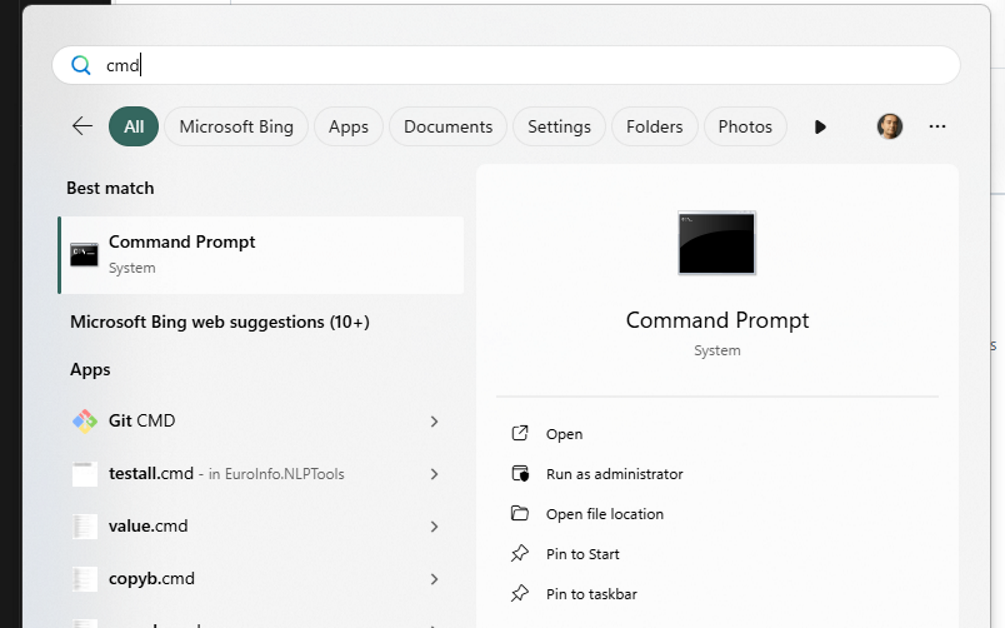 cmd
All
Microsoft Bing
Apps
Documents
Settings
Folders
Photos
Best match
Command Prompt
System
Microsoft Bing web suggestions (10+)
Apps
Git CMD
testall.cmd - in EuroInfo.NLPTools
value.cmd
copyb.cmd
Command Prompt
System
Open
Run as administrator
Open file location
Pin to Start
Pin to taskbar